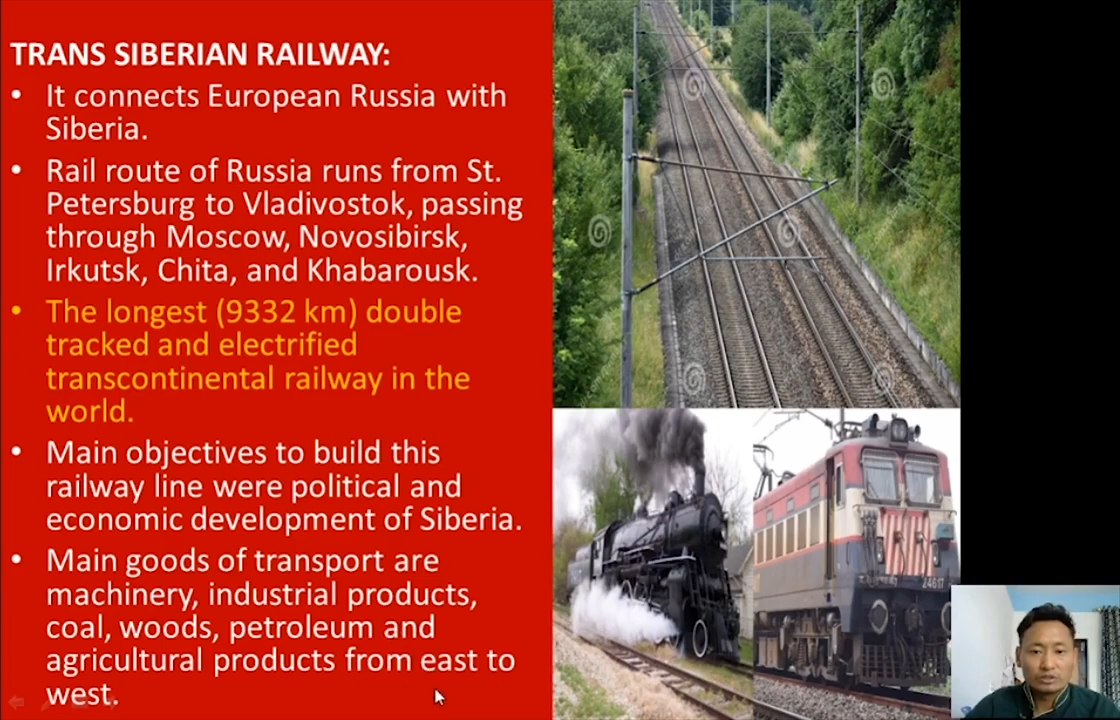 TRANS SIBERIAN RAILWAY:
• It connects European Russia with
Siberia.
• Rail route of Russia runs from St.
Petersburg to Vladivostok, passing
through Moscow, Novosibirsk,
Irkutsk, Chita, and Khabarousk.
• The longest (9332 km) double
tracked and electrified
transcontinental railway in the
world.
• Main objectives to build this
railway line were political and
economic development of Siberia.
• Main goods of transport are
machinery, industrial products,
coal, woods, petroleum and
agricultural products from east to
west.
24617